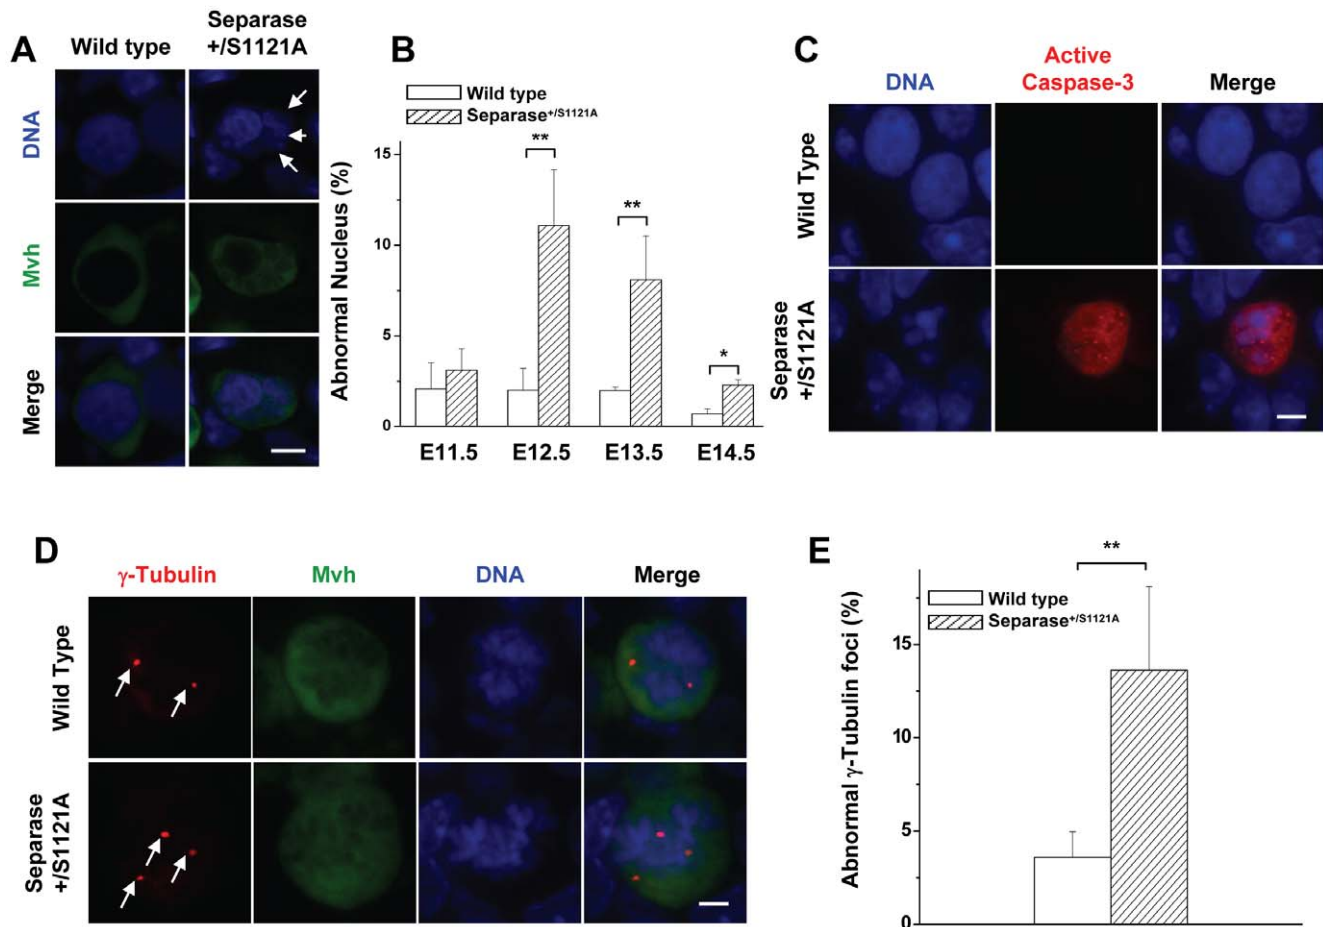 A
Wild type
Separase
+/S1121A
DNA
Mvh
Merge
B
Wild type
Separase+/S1121A
Abnormal Nucleus (%)
15
10
5
0
**
**
*
E11.5
E12.5
E13.5
E14.5
C
DNA
Active
Caspase-3
Merge
Wild Type
Separase
+/S1121A
D
γ-Tubulin
Mvh
DNA
Merge
Wild Type
Separase
+/S1121A
E
**
Wild type
Separase+/S1121A
Abnormal γ-Tubulin foci (%)
15
10
5
0